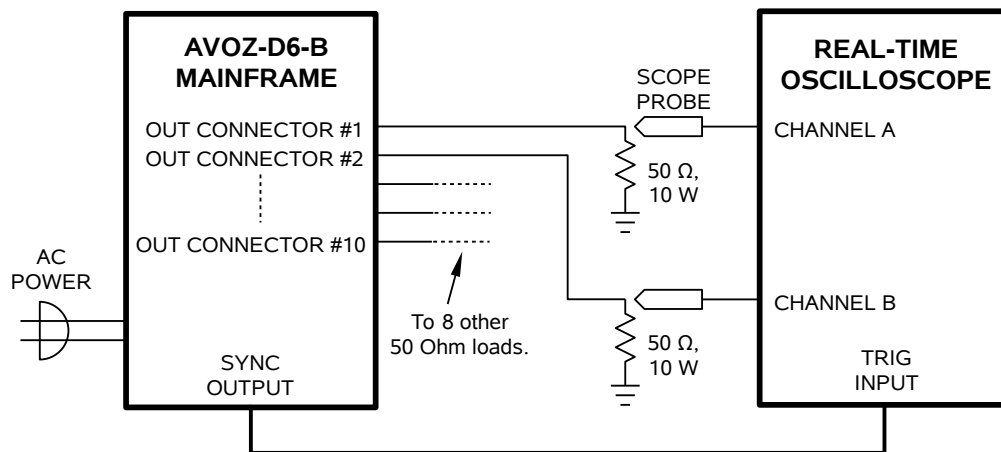 AVOZ-D6-B
MAINFRAME
OUT CONNECTOR #1
OUT CONNECTOR #2
OUT CONNECTOR #10
AC
POWER
SYNC
OUTPUT
To 8 other
50 Ohm loads.
SCOPE
PROBE
50 Ω,
10 W
50 Ω,
10 W
REAL-TIME
OSCILLOSCOPE
CHANNEL A
CHANNEL B
TRIG
INPUT